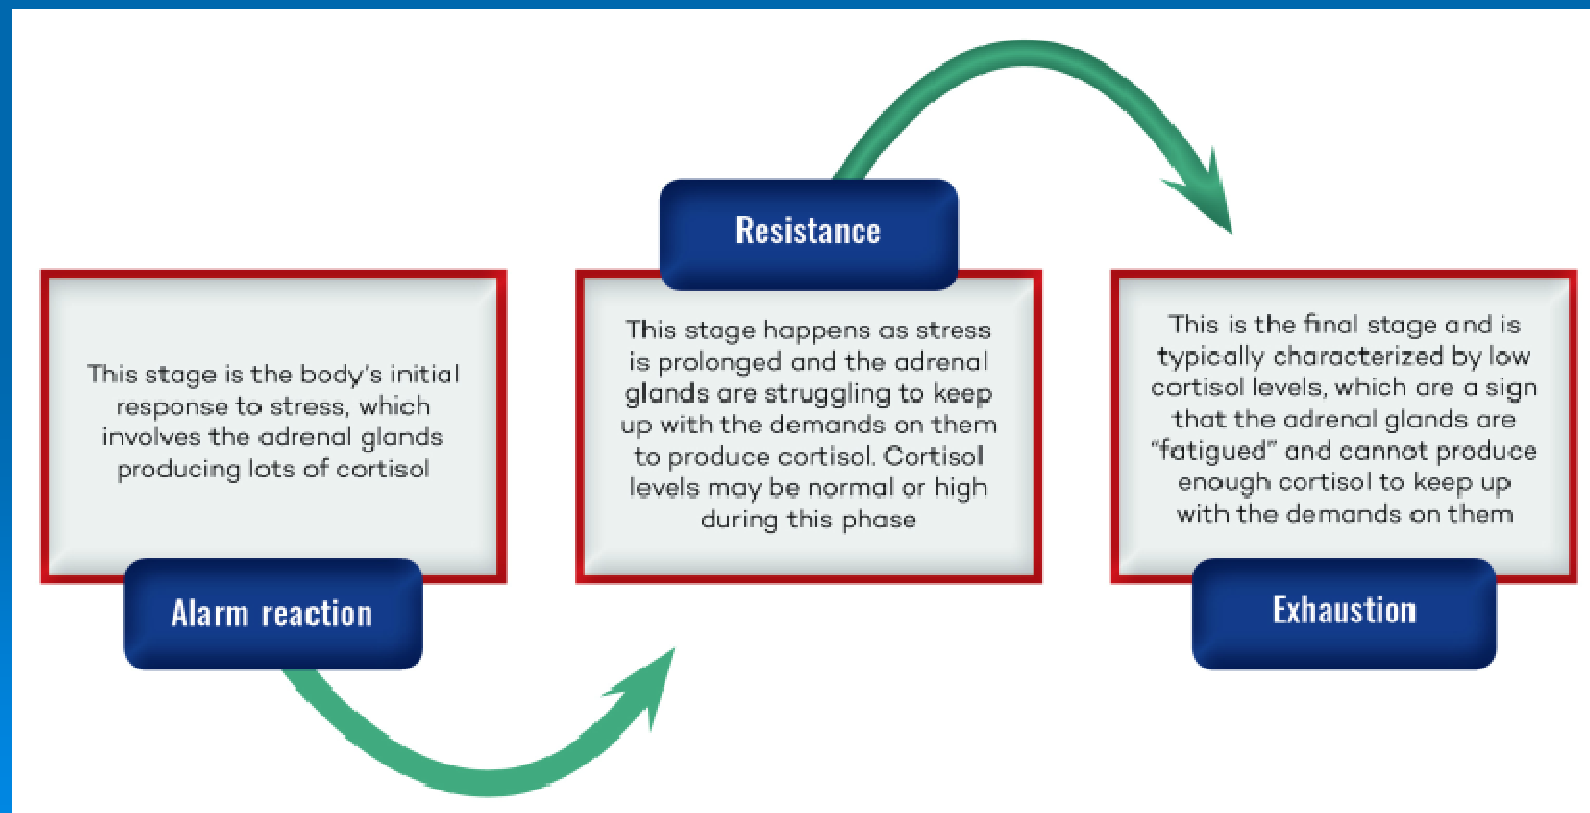 This stage is the body's initial
response to stress, which
involves the adrenal glands
producing lots of cortisol
Alarm reaction
Resistance
This stage happens as stress
is prolonged and the adrenal
glands are struggling to keep
up with the demands on them
to produce cortisol. Cortisol
levels may be normal or high
during this phase
This is the final stage and is
typically characterized by low
cortisol levels, which are a sign
that the adrenal glands are
“fatigued” and cannot produce
enough cortisol to keep up
with the demands on them
Exhaustion